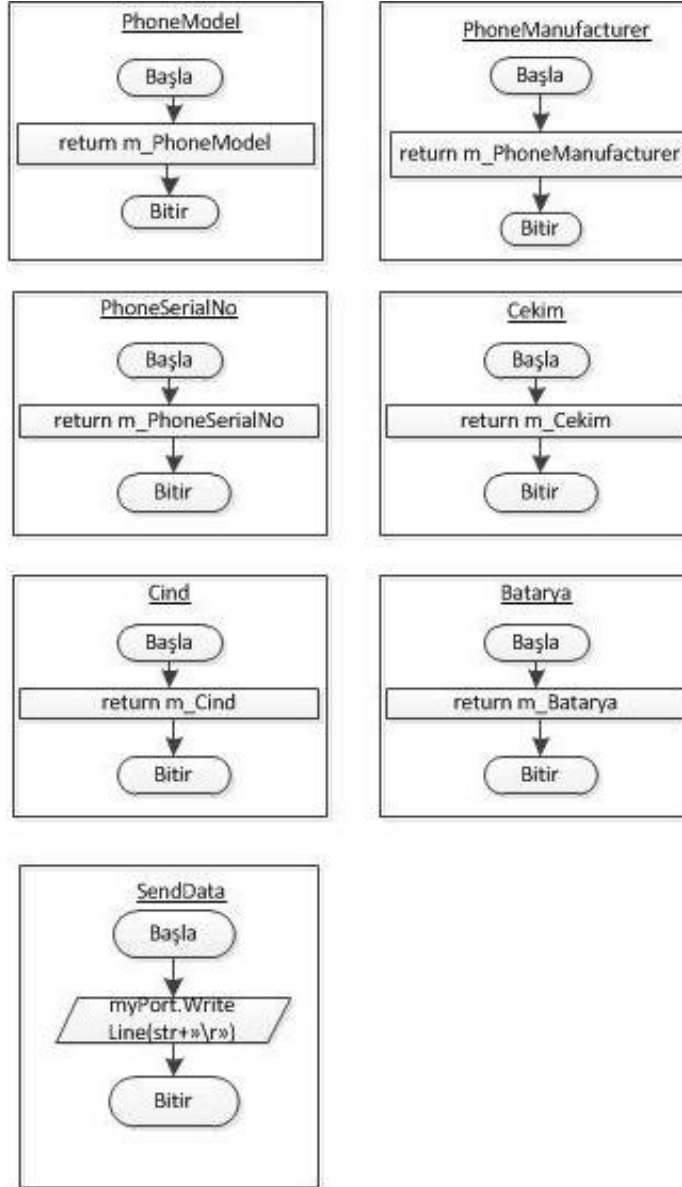 PhoneModel
Başla
return m_PhoneModel
Bitir
PhoneManufacturer
Başla
return m_PhoneManufacturer
Bitir
PhoneSerialNo
Başla
return m_PhoneSerialNo
Bitir
Cekim
Başla
return m_Cekim
Bitir
Cind
Başla
return m_Cind
Bitir
Batarya
Başla
return m_Batarya
Bitir
SendData
Başla
myPort.Write
Line(str+»\r»)
Bitir